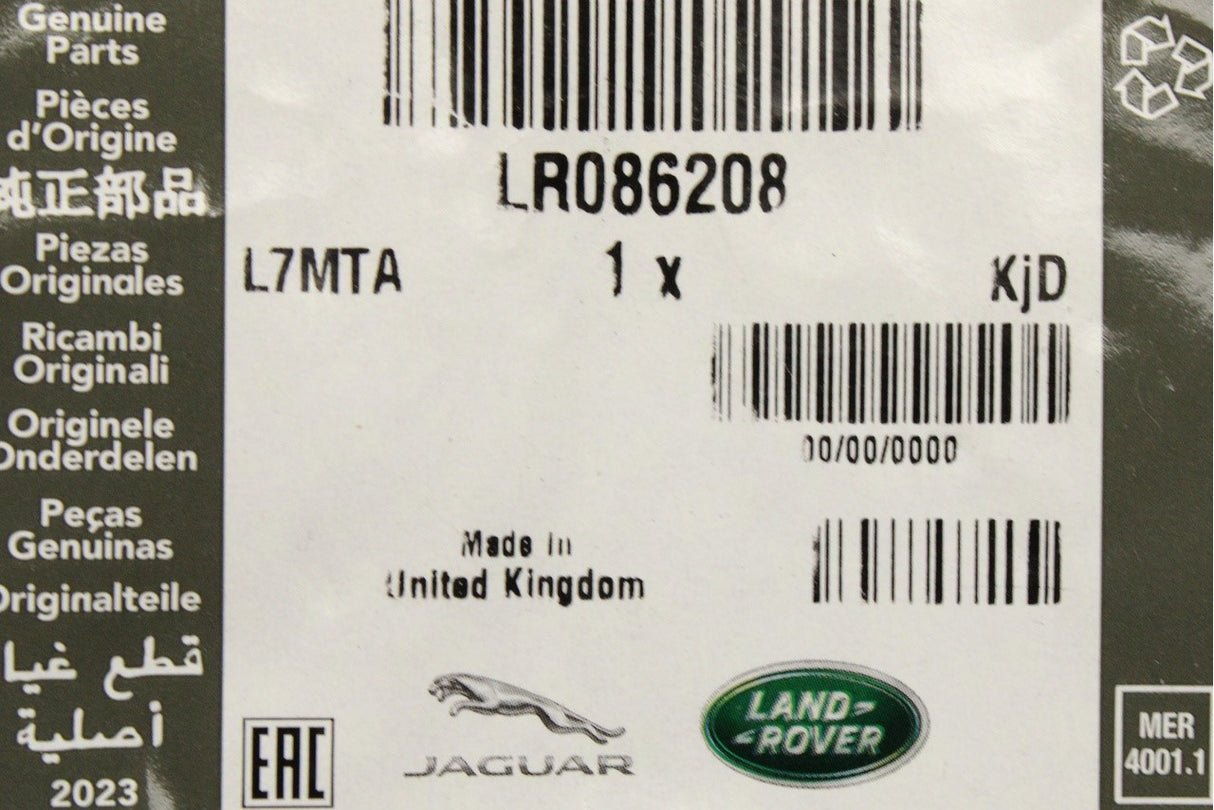 Genuine
Parts
Pièces
d'Origine
純正部品
Piezas
Originales
Ricambi
Originali
Originele
Onderdelen
Peças
Genuinas
Originalteile
قطع غيار
أصلية
2023
LR086208
L7MTA 1 x KjD
00/00/0000
Made in
United Kingdom
EAC
JAGUAR
LAND-
-ROVER
MER
4001.1